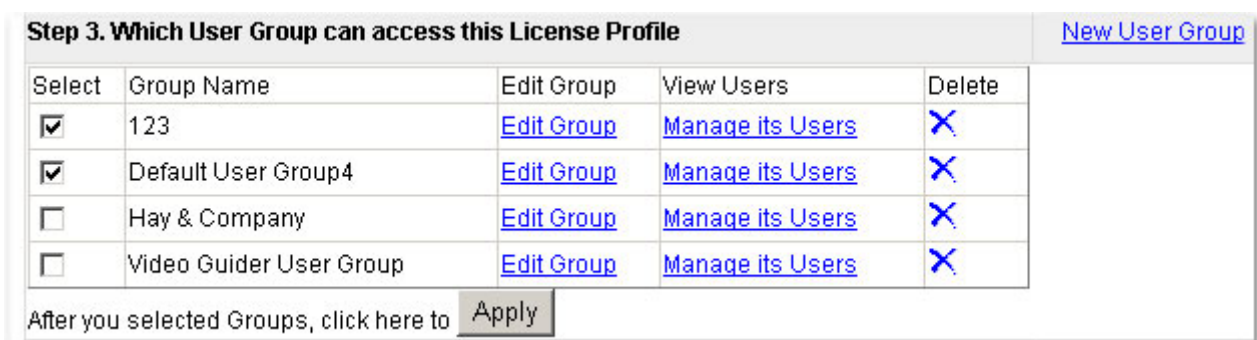 Step 3. Which User Group can access this License Profile New User Group
Select Group Name Edit Group View Users Delete
123 Edit Group Manage its Users
Default User Group4 Edit Group Manage its Users
Hay & Company Edit Group Manage its Users
Video Guider User Group Edit Group Manage its Users
After you selected Groups, click here to Apply